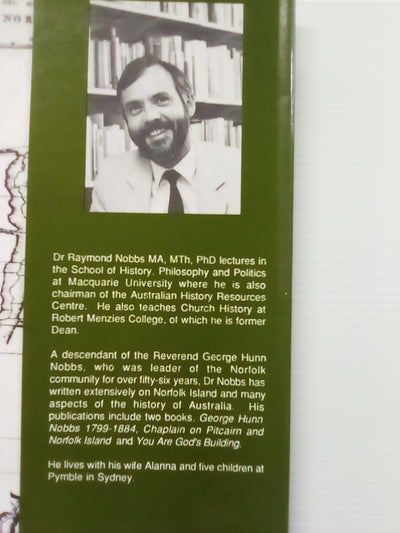 NOR
Dr Raymond Nobbs MA, MTh, PhD lectures in
the School of History, Philosophy and Politics
at Macquarie University where he is also
chairman of the Australian History Resources
Centre. He also teaches Church History at
Robert Menzies College, of which he is former
Dean.
A descendant of the Reverend George Hunn
Nobbs, who was leader of the Norfolk
community for over fifty-six years, Dr Nobbs has
written extensively on Norfolk Island and many
aspects of the history of Australia. His
publications include two books. George Hunn
Nobbs 1799-1884, Chaplain on Pitcairn and
Norfolk Island and You Are God's Building.
He lives with his wife Alanna and five children at
Pymble in Sydney